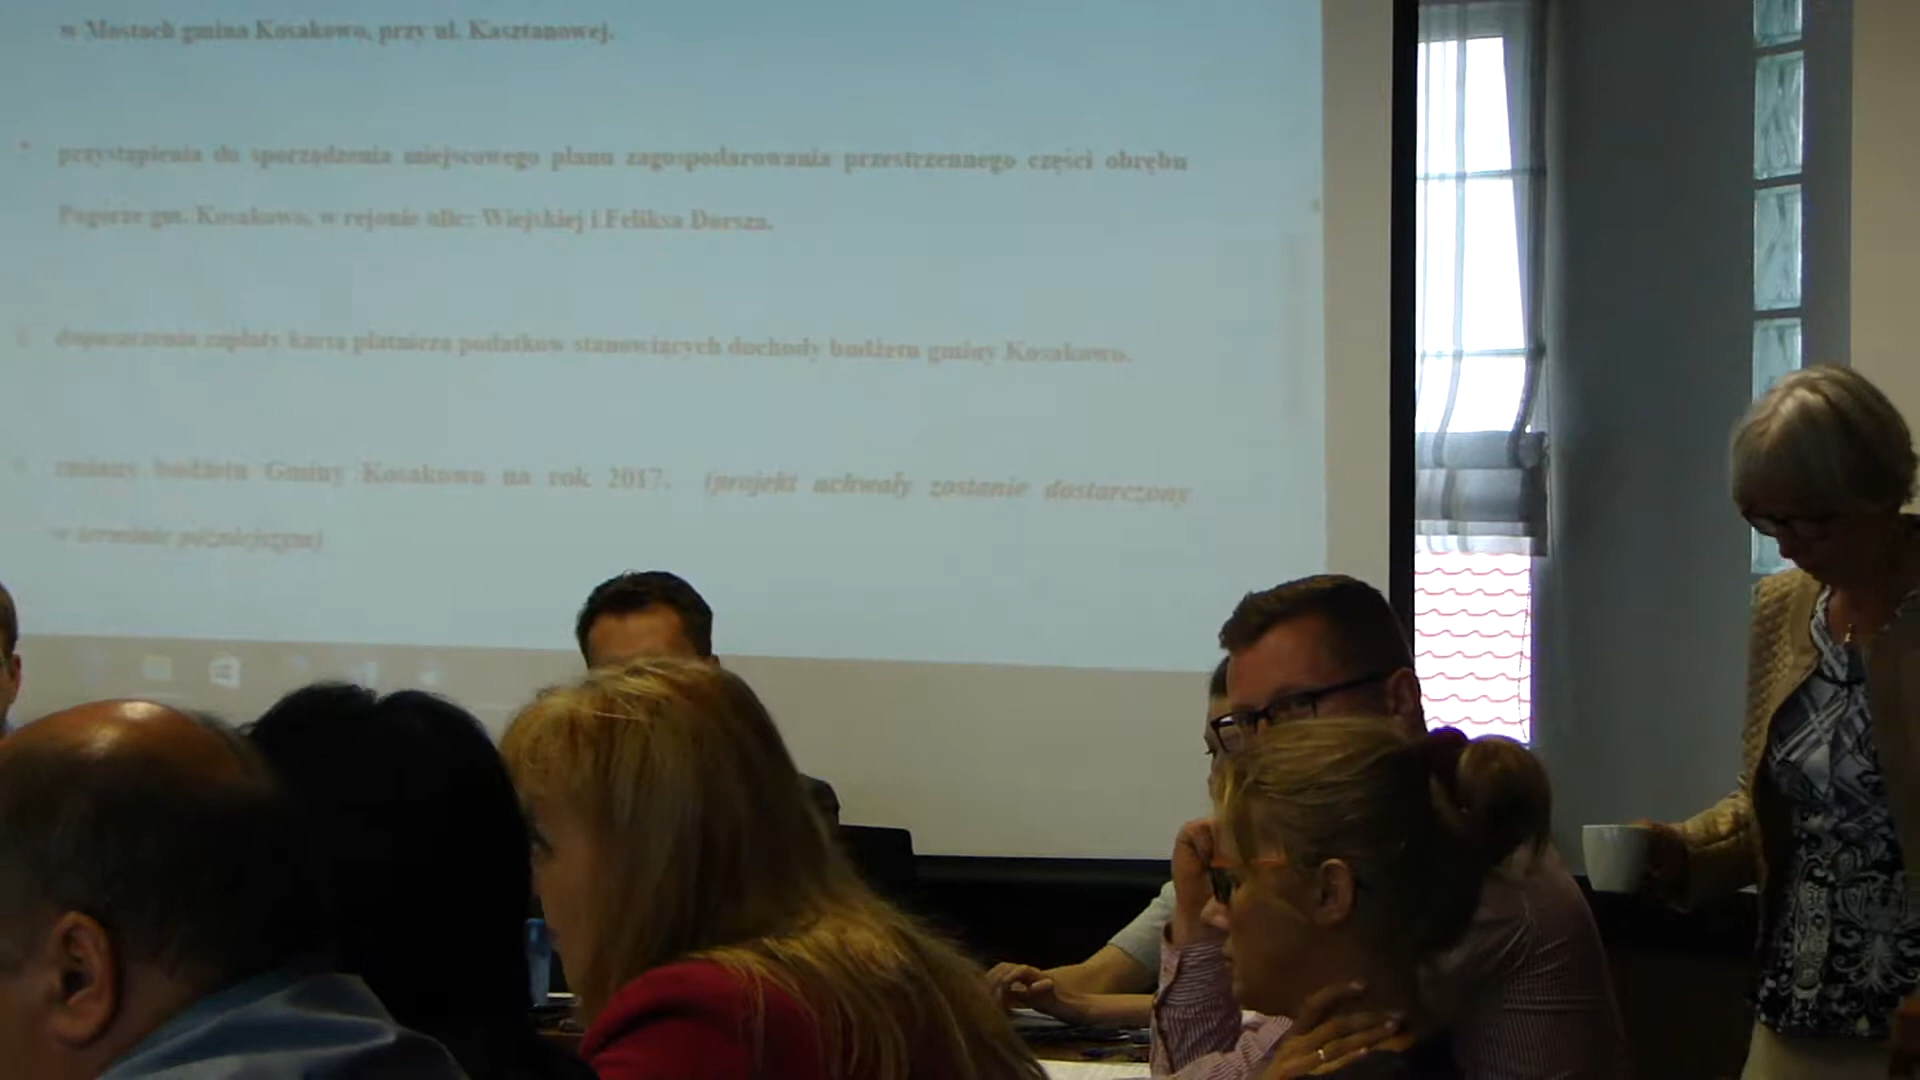 w Mostach gmina Kosakowo, przy ul. Kasztanowej.
przystąpienia do sporządzenia miejscowego planu zagospodarowania przestrzennego części obrębu
Pogórze gm. Kosakowo, w rejonie ulic: Wiejskiej i Feliksa Dorsza.
dopuszczenia zapłaty kartą płatniczą podatków stanowiących dochody budżetu gminy Kosakowo.
zmiany budżetu Gminy Kosakowo na rok 2017. (projekt uchwały zostanie dostarczony
w terminie późniejszym)